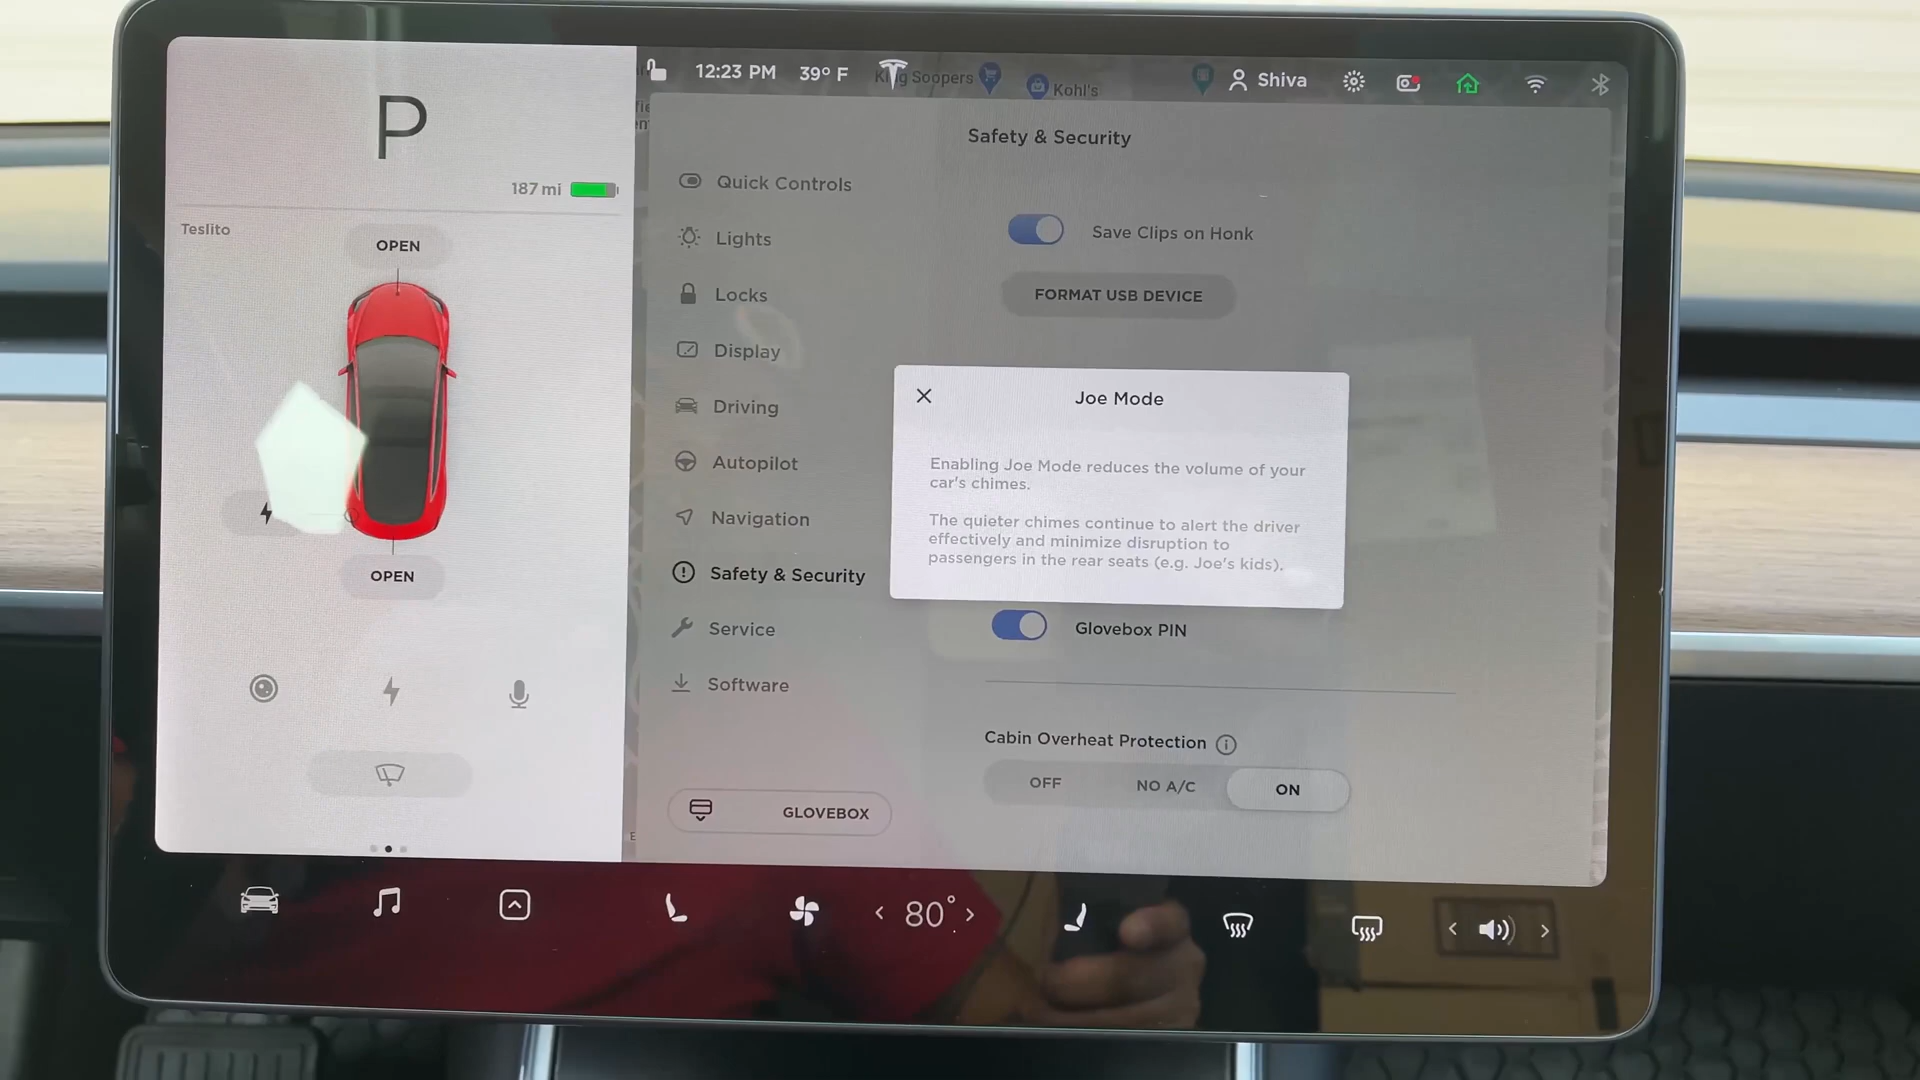 P
187 mi
Teslito
OPEN
OPEN
12:23 PM
39° F
King Soopers
Kohl's
Shiva
Safety & Security
Quick Controls
Lights
Locks
Display
Driving
Autopilot
Navigation
Safety & Security
Service
Software
GLOVEBOX
Save Clips on Honk
FORMAT USB DEVICE
Joe Mode
Enabling Joe Mode reduces the volume of your
car's chimes.
The quieter chimes continue to alert the driver
effectively and minimize disruption to
passengers in the rear seats (e.g. Joe's kids).
Glovebox PIN
Cabin Overheat Protection
OFF
NO A/C
ON
80°